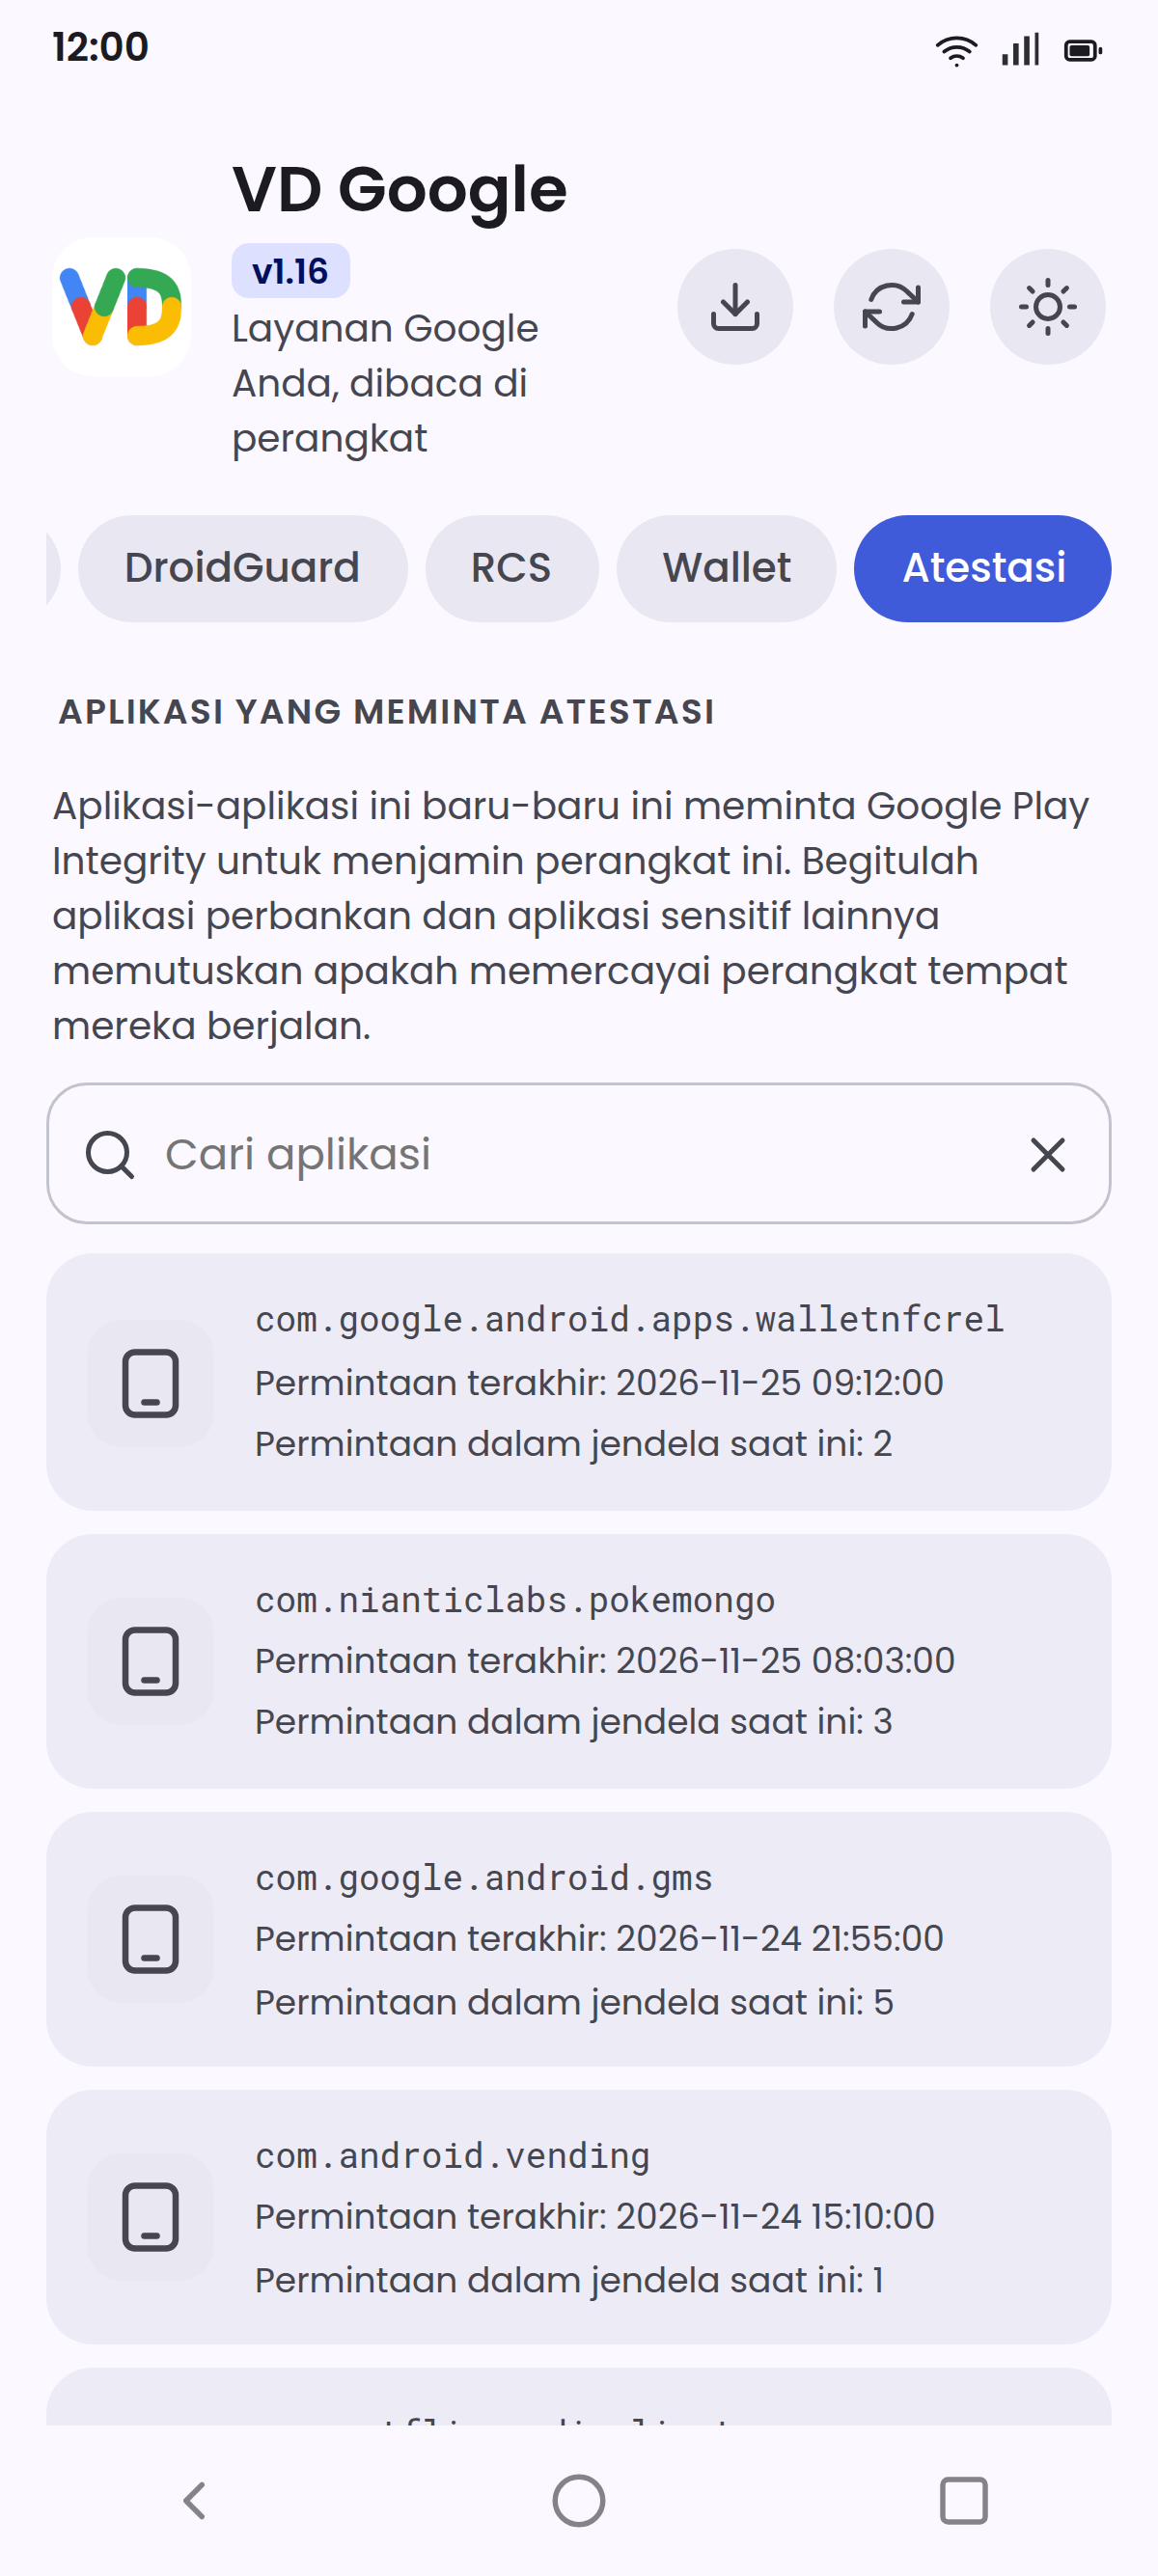 12:00
VD Google
VD
v1.16
Layanan Google
Anda, dibaca di
perangkat
DroidGuard
RCS
Wallet
Atestasi
APLIKASI YANG MEMINTA ATESTASI
Aplikasi-aplikasi ini baru-baru ini meminta Google Play
Integrity untuk menjamin perangkat ini. Begitulah
aplikasi perbankan dan aplikasi sensitif lainnya
memutuskan apakah memercayai perangkat tempat
mereka berjalan.
Cari aplikasi
com.google.android.apps.walletnfcrel
Permintaan terakhir: 2026-11-25 09:12:00
Permintaan dalam jendela saat ini: 2
com.nianticlabs.pokemongo
Permintaan terakhir: 2026-11-25 08:03:00
Permintaan dalam jendela saat ini: 3
com.google.android.gms
Permintaan terakhir: 2026-11-24 21:55:00
Permintaan dalam jendela saat ini: 5
com.android.vending
Permintaan terakhir: 2026-11-24 15:10:00
Permintaan dalam jendela saat ini: 1